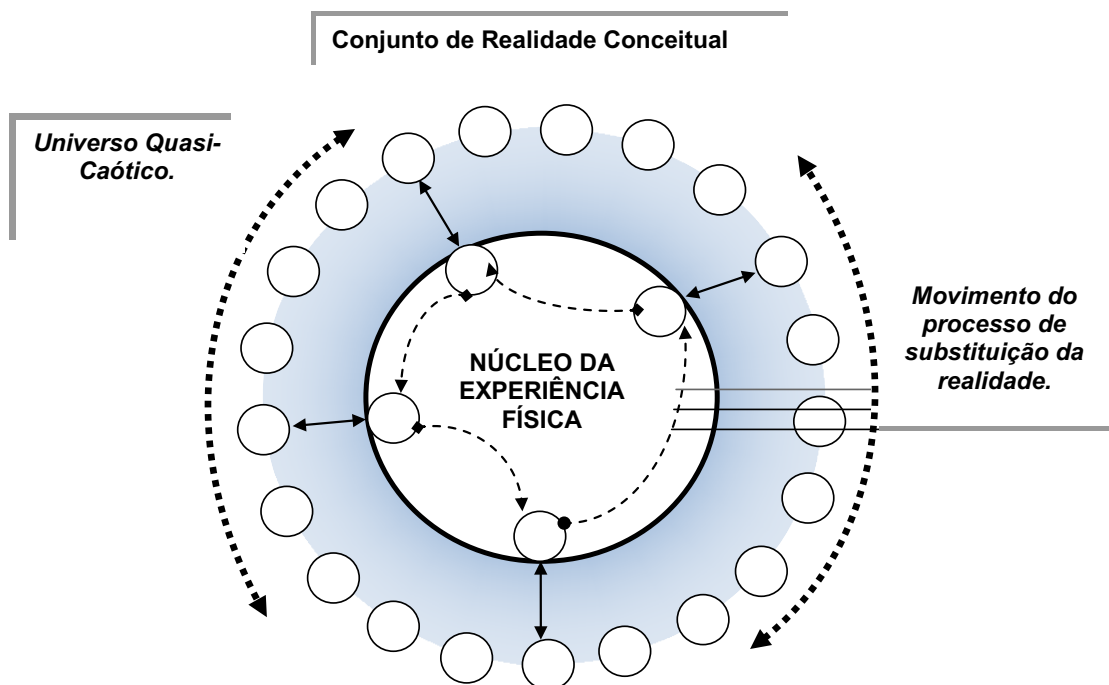 Conjunto de Realidade Conceitual
Universo Quasi-
Caótico.
Movimento do
processo de
substituição da
realidade.
NÚCLEO DA
EXPERIÊNCIA
FÍSICA